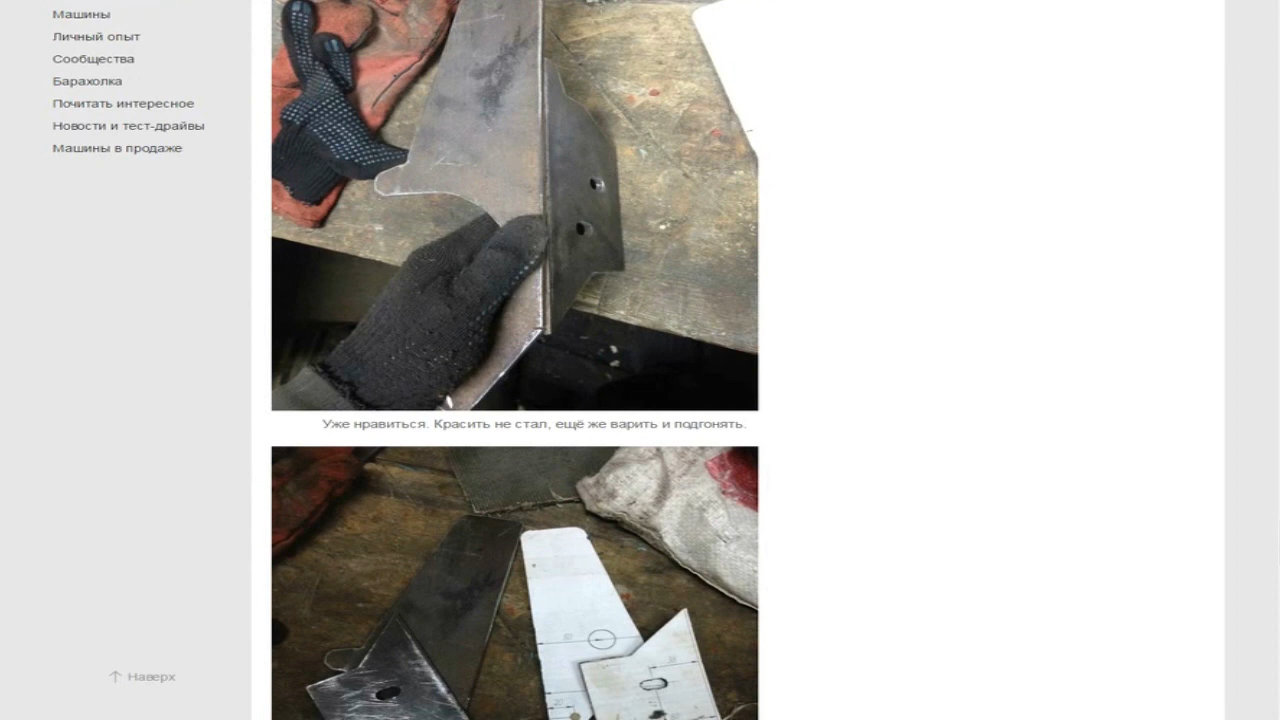 Машины
Личный опыт
Сообщества
Барахолка
Почитать интересное
Новости и тест-драйвы
Машины в продаже
Уже нравиться. Красить не стал, ещё же варить и подгонять.
↑ Наверх